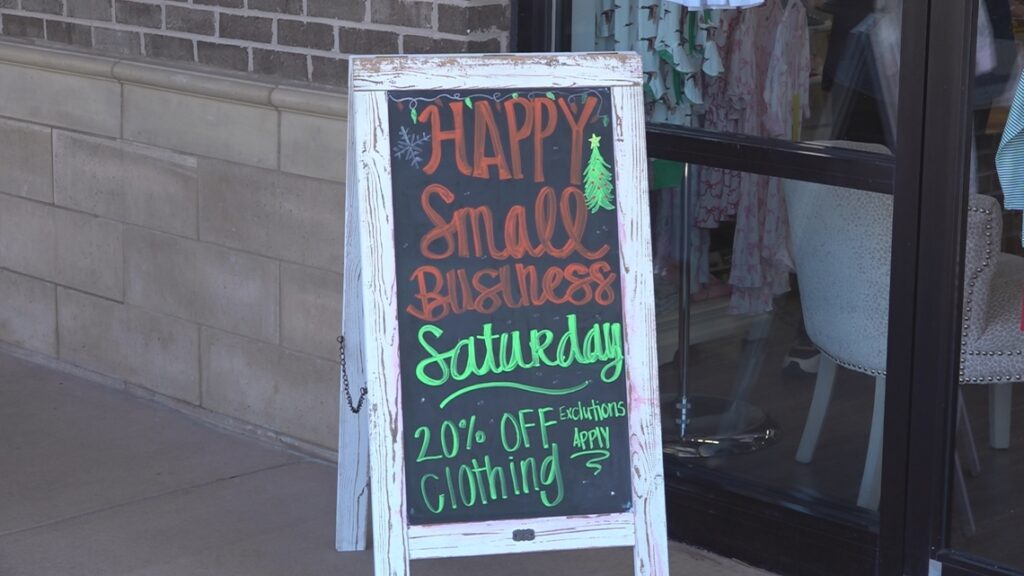 HAPPY
Small
Business
Saturday
20% OFF Exclutions
Apply
Clothing